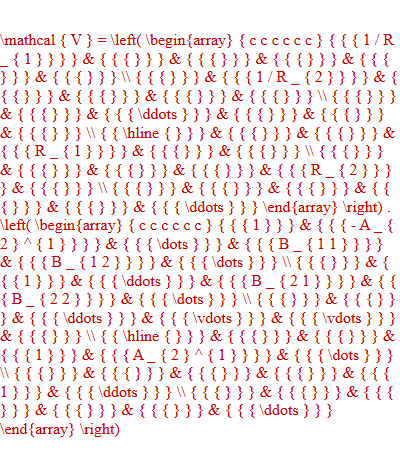 \mathcal { V } = \left( \begin{array} { c c c c c c } { { { 1 / R
_ { 1 } } } } & { { { } } } & { { { } } } & { { { } } } & { { { } } } & { { {
} } } & { { { } } } \\ { { { } } } & { { { 1 / R _ { 2 } } } } & {
{ { } } } & { { { } } } & { { { } } } & { { { } } } \\ { { { } } }
& { { { } } } & { { { \ddots } } } & { { { } } } & { { { } } }
& { { { } } } \\ { { \hline { } } } & { { { } } } & { { { } } } &
{ { { R _ { 1 } } } } & { { { } } } & { { { } } } \\ { { { } } }
& { { { } } } & { { { } } } & { { { } } } & { { { R _ { 2 } } }
} & { { { } } } \\ { { { } } } & { { { } } } & { { { } } } & { {
{ } } } & { { { } } } & { { { \ddots } } } \end{array} \right) .
\left( \begin{array} { c c c c c c } { { { 1 } } } & { { { - A _ {
2 } ^ { 1 } } } } & { { { \dots } } } & { { { B _ { 1 1 } } } }
& { { { B _ { 1 2 } } } } & { { { \dots } } } \\ { { { } } } & {
{ { 1 } } } & { { { \ddots } } } & { { { B _ { 2 1 } } } } & { {
{ B _ { 2 2 } } } } & { { { \dots } } } \\ { { { } } } & { { { }
} } & { { { \ddots } } } & { { { \vdots } } } & { { { \vdots } } }
& { { { } } } \\ { { \hline { } } } & { { { } } } & { { { } } } &
{ { { 1 } } } & { { { A _ { 2 } ^ { 1 } } } } & { { { \dots } } }
\\ { { { } } } & { { { } } } & { { { } } } & { { { } } } & { { {
1 } } } & { { { \ddots } } } \\ { { { } } } & { { { } } } & { { {
} } } & { { { } } } & { { { } } } & { { { \ddots } } }
\end{array} \right)